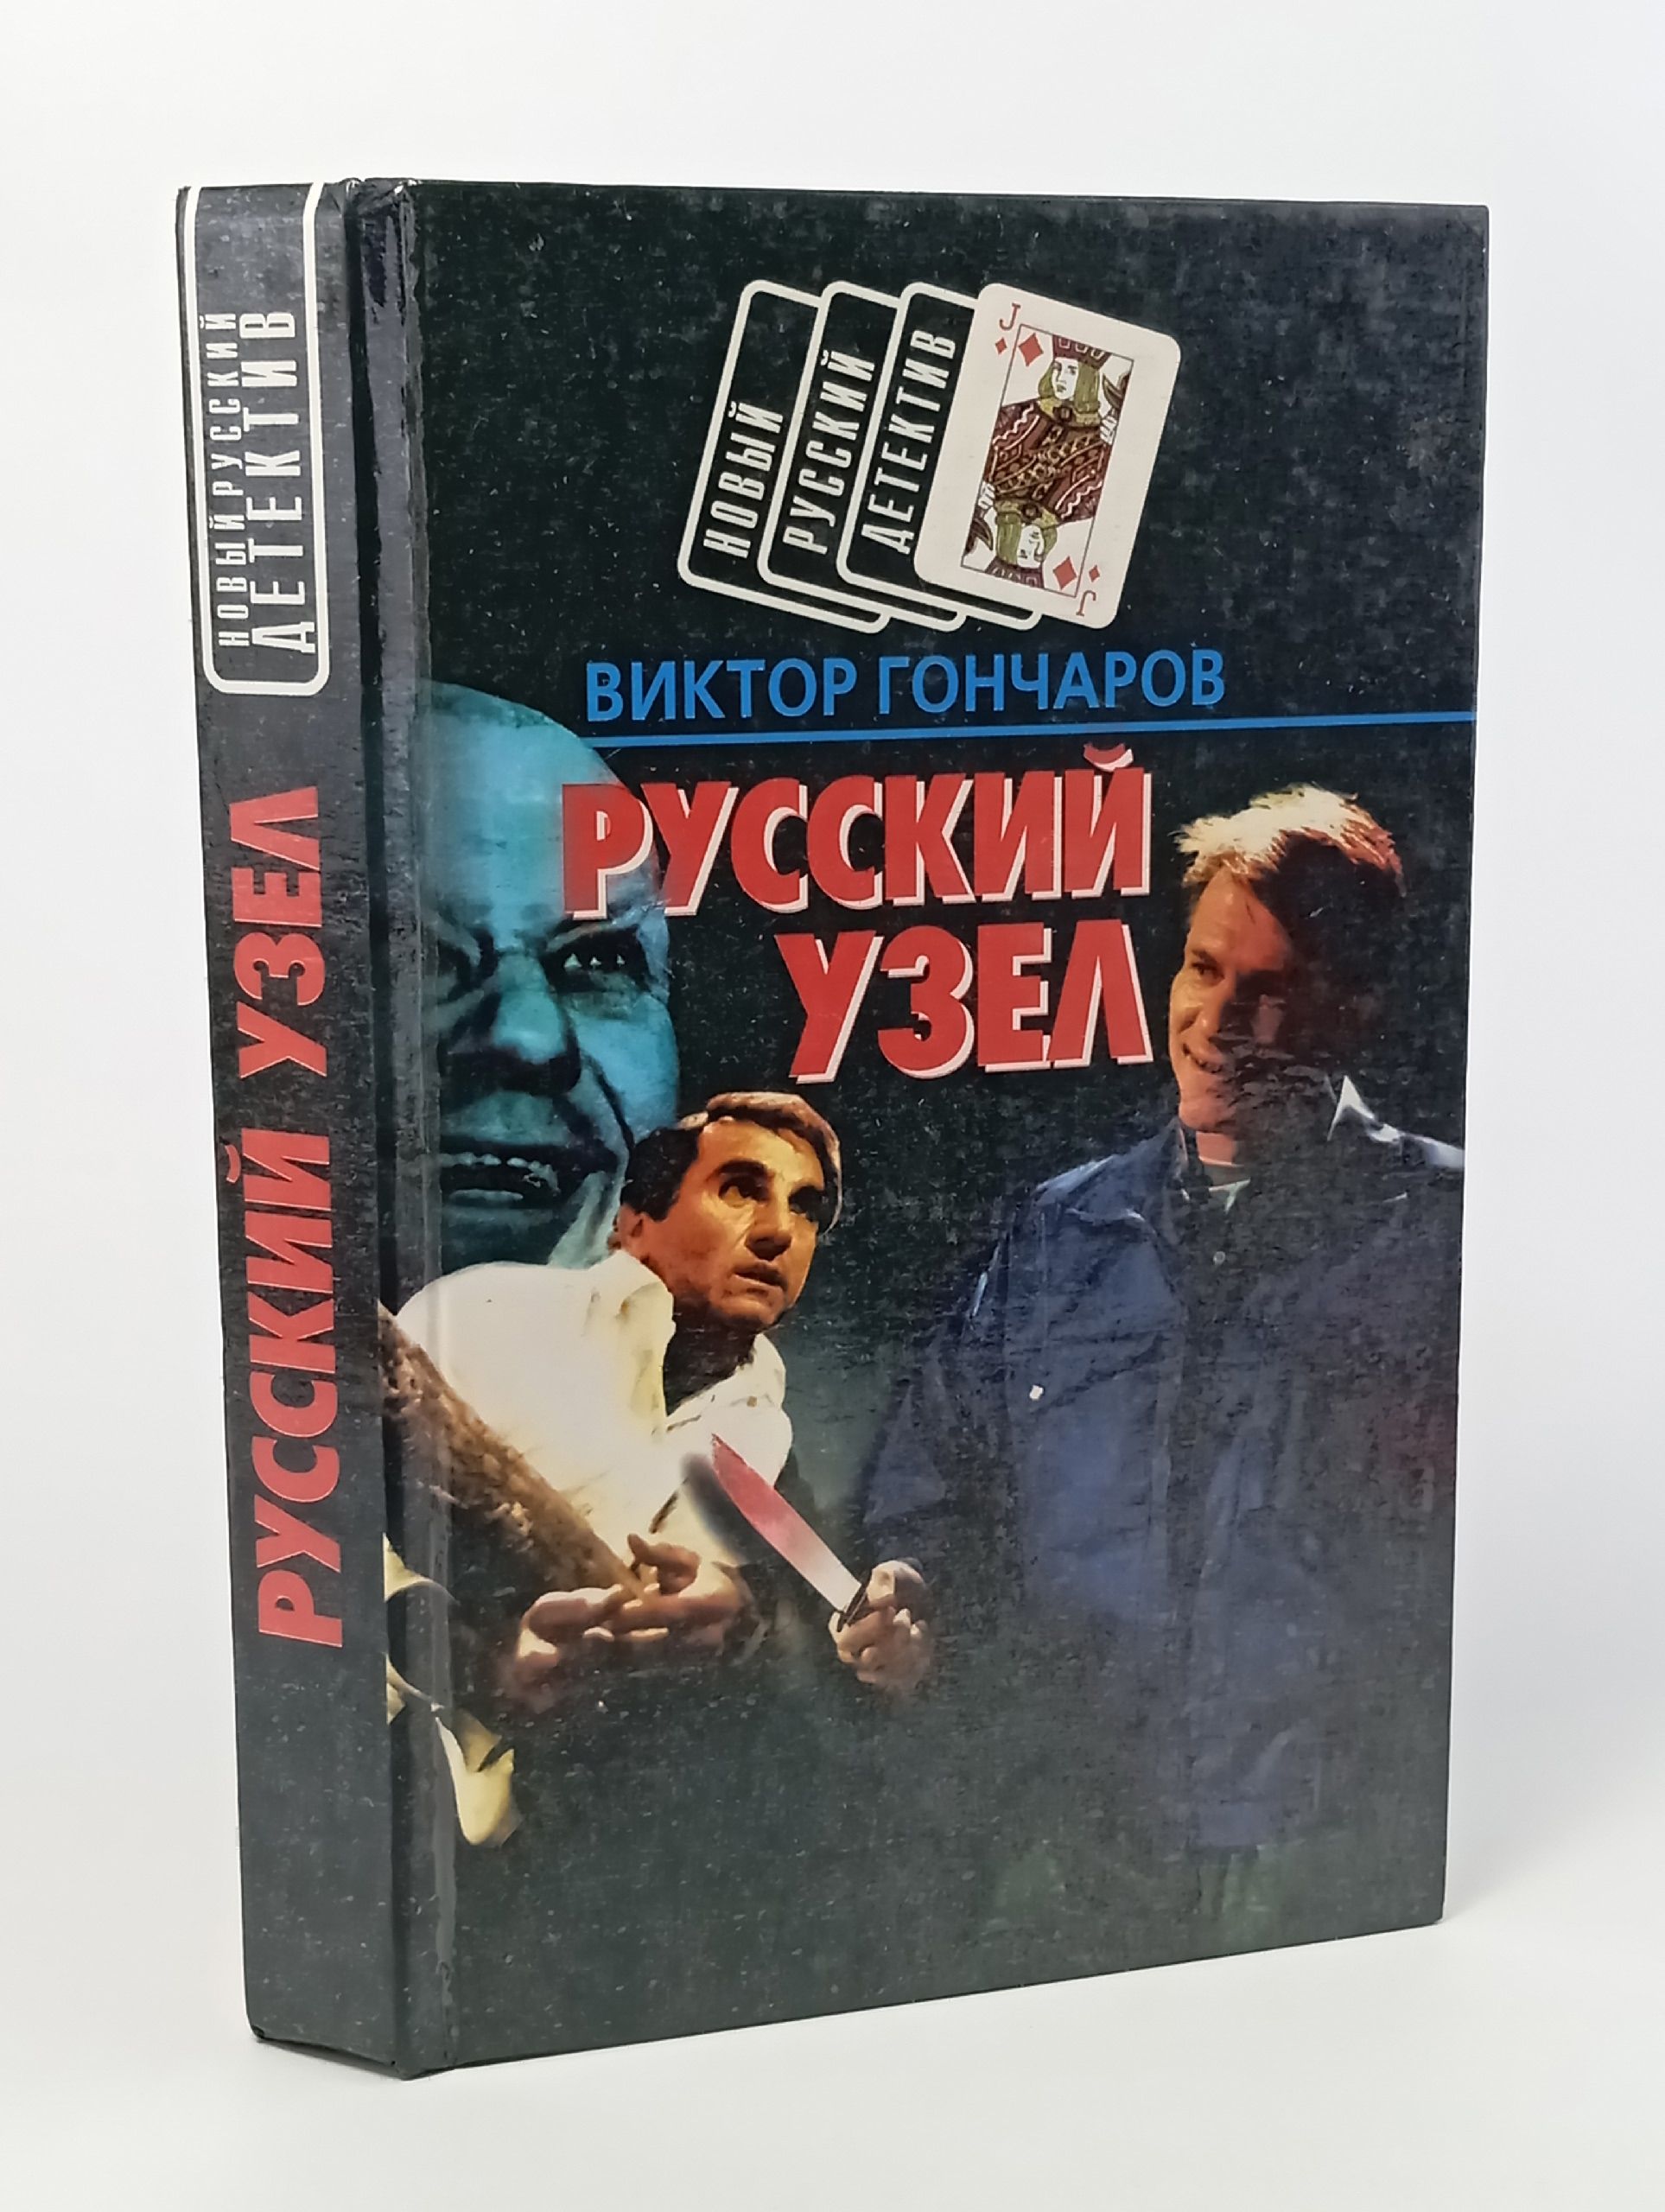 НОВЫЙ РУССКИЙ
ДЕТЕКТИВ
РУССКИЙ УЗЕЛ
НОВЫЙ
РУССКИЙ
ДЕТЕКТИВ
J
J
ВИКТОР ГОНЧАРОВ
РУССКИЙ
УЗЕЛ